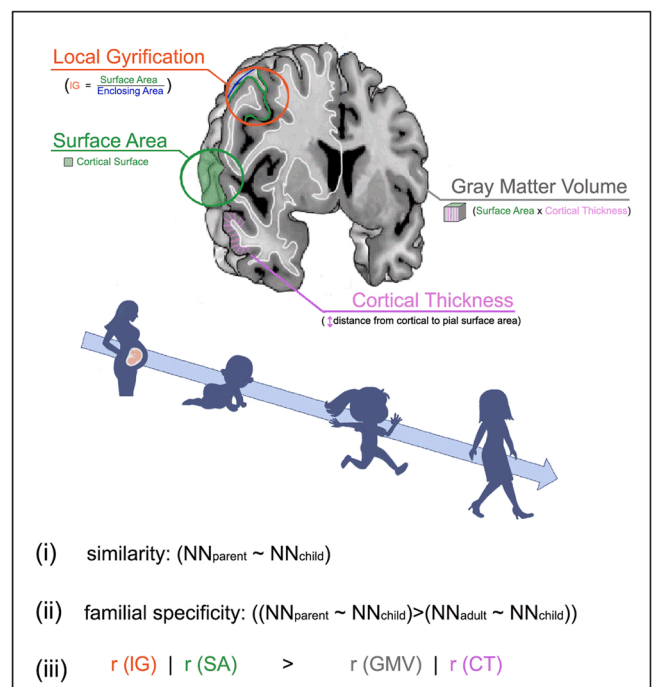 Local Gyrification
(IG = Surface Area / Enclosing Area)
Surface Area
Cortical Surface
Gray Matter Volume
(Surface Area x Cortical Thickness)
Cortical Thickness
(↕distance from cortical to pial surface area)
(i) similarity: (NNparent ~ NNchild)
(ii) familial specificity: ((NNparent ~ NNchild)>(NNadult ~ NNchild))
(iii) r (IG) | r (SA) > r (GMV) | r (CT)